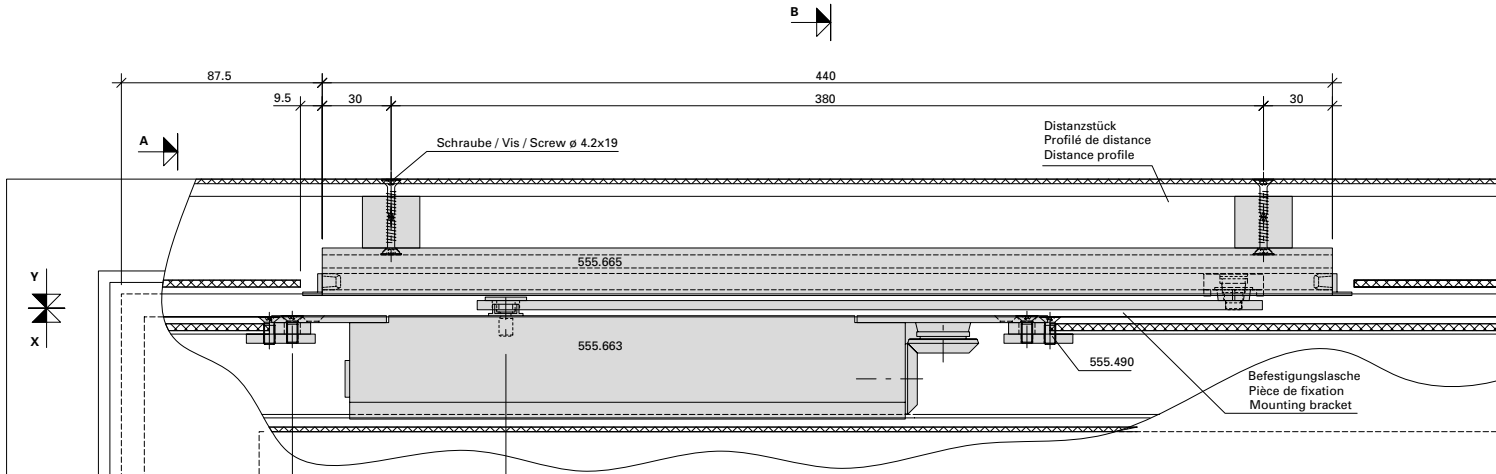 B
87.5
440
9.5
30
380
30
A
Schraube / Vis / Screw ø 4.2x19
Distanzstück
Profilé de distance
Distance profile
555.665
Y
X
555.663
555.490
Befestigungslasche
Pièce de fixation
Mounting bracket